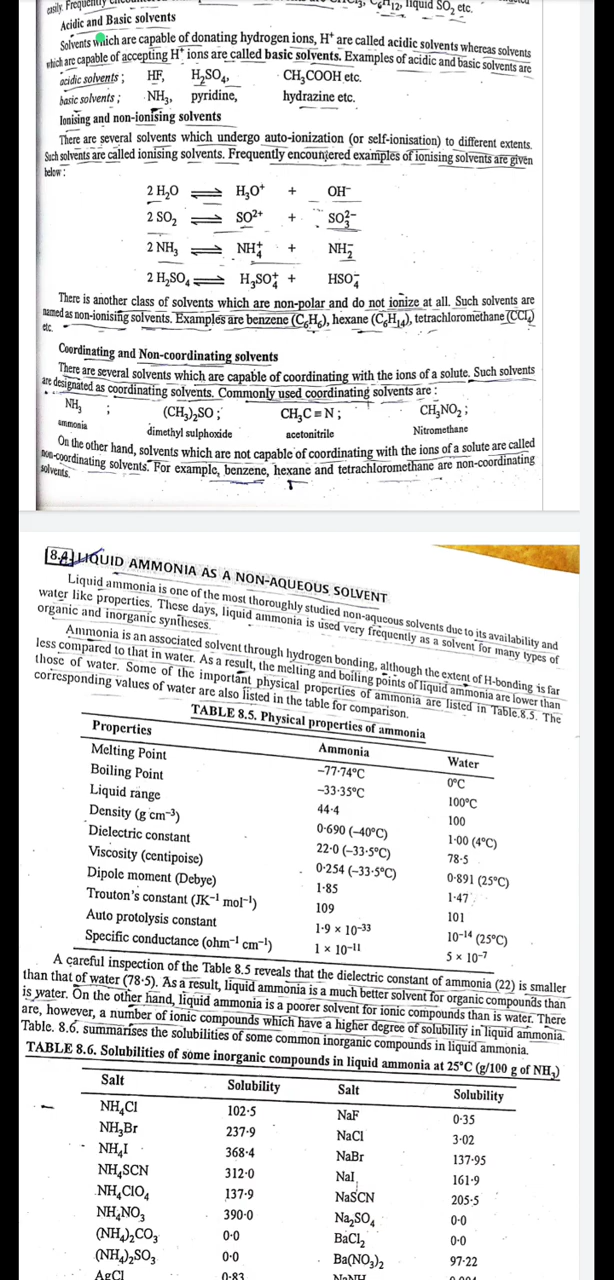 easily. Frequently
C₆H₁₂, liquid SO₂ etc.
Acidic and Basic solvents
Solvents which are capable of donating hydrogen ions, H⁺ are called acidic solvents whereas solvents
which are capable of accepting H⁺ ions are called basic solvents. Examples of acidic and basic solvents are
acidic solvents ; HF, H₂SO₄, CH₃COOH etc.
basic solvents ; NH₃, pyridine, hydrazine etc.
Ionising and non-ionising solvents
There are several solvents which undergo auto-ionization (or self-ionisation) to different extents.
Such solvents are called ionising solvents. Frequently encountered examples of ionising solvents are given
below :
2 H₂O ⇌ H₃O⁺ + OH⁻
2 SO₂ ⇌ SO²⁺ + SO₃²⁻
2 NH₃ ⇌ NH₄⁺ + NH₂⁻
2 H₂SO₄ ⇌ H₃SO₄⁺ + HSO₄⁻
There is another class of solvents which are non-polar and do not ionize at all. Such solvents are
named as non-ionising solvents. Examples are benzene (C₆H₆), hexane (C₆H₁₄), tetrachloromethane (CCl₄)
etc.
Coordinating and Non-coordinating solvents
There are several solvents which are capable of coordinating with the ions of a solute. Such solvents
are designated as coordinating solvents. Commonly used coordinating solvents are :
NH₃ ; (CH₃)₂SO ; CH₃C≡N ; CH₃NO₂ ;
ammonia dimethyl sulphoxide acetonitrile Nitromethane
On the other hand, solvents which are not capable of coordinating with the ions of a solute are called
non-coordinating solvents. For example, benzene, hexane and tetrachloromethane are non-coordinating
solvents.
8.4 LIQUID AMMONIA AS A NON-AQUEOUS SOLVENT
Liquid ammonia is one of the most thoroughly studied non-aqueous solvents due to its availability and
water like properties. These days, liquid ammonia is used very frequently as a solvent for many types of
organic and inorganic syntheses.
Ammonia is an associated solvent through hydrogen bonding, although the extent of H-bonding is far
less compared to that in water. As a result, the melting and boiling points of liquid ammonia are lower than
those of water. Some of the important physical properties of ammonia are listed in Table.8.5. The
corresponding values of water are also listed in the table for comparison.
TABLE 8.5. Physical properties of ammonia
Properties Ammonia Water
Melting Point –77·74°C 0°C
Boiling Point –33·35°C 100°C
Liquid range 44·4 100
Density (g cm⁻³) 0·690 (–40°C) 1·00 (4°C)
Dielectric constant 22·0 (–33·5°C) 78·5
Viscosity (centipoise) 0·254 (–33·5°C) 0·891 (25°C)
Dipole moment (Debye) 1·85 1·47
Trouton's constant (JK⁻¹ mol⁻¹) 109 101
Auto protolysis constant 1·9 × 10⁻³³ 10⁻¹⁴ (25°C)
Specific conductance (ohm⁻¹ cm⁻¹) 1 × 10⁻¹¹ 5 × 10⁻⁷
A careful inspection of the Table 8.5 reveals that the dielectric constant of ammonia (22) is smaller
than that of water (78·5). As a result, liquid ammonia is a much better solvent for organic compounds than
is water. On the other hand, liquid ammonia is a poorer solvent for ionic compounds than is water. There
are, however, a number of ionic compounds which have a higher degree of solubility in liquid ammonia.
Table. 8.6. summarises the solubilities of some common inorganic compounds in liquid ammonia.
TABLE 8.6. Solubilities of some inorganic compounds in liquid ammonia at 25°C (g/100 g of NH₃)
Salt Solubility Salt Solubility
NH₄Cl 102·5 NaF 0·35
NH₃Br 237·9 NaCl 3·02
NH₄I 368·4 NaBr 137·95
NH₄SCN 312·0 NaI 161·9
NH₄ClO₄ 137·9 NaSCN 205·5
NH₄NO₃ 390·0 Na₂SO₄ 0·0
(NH₄)₂CO₃ 0·0 BaCl₂ 0·0
(NH₄)₂SO₃ 0·0 Ba(NO₃)₂ 97·22
AgCl 0·83